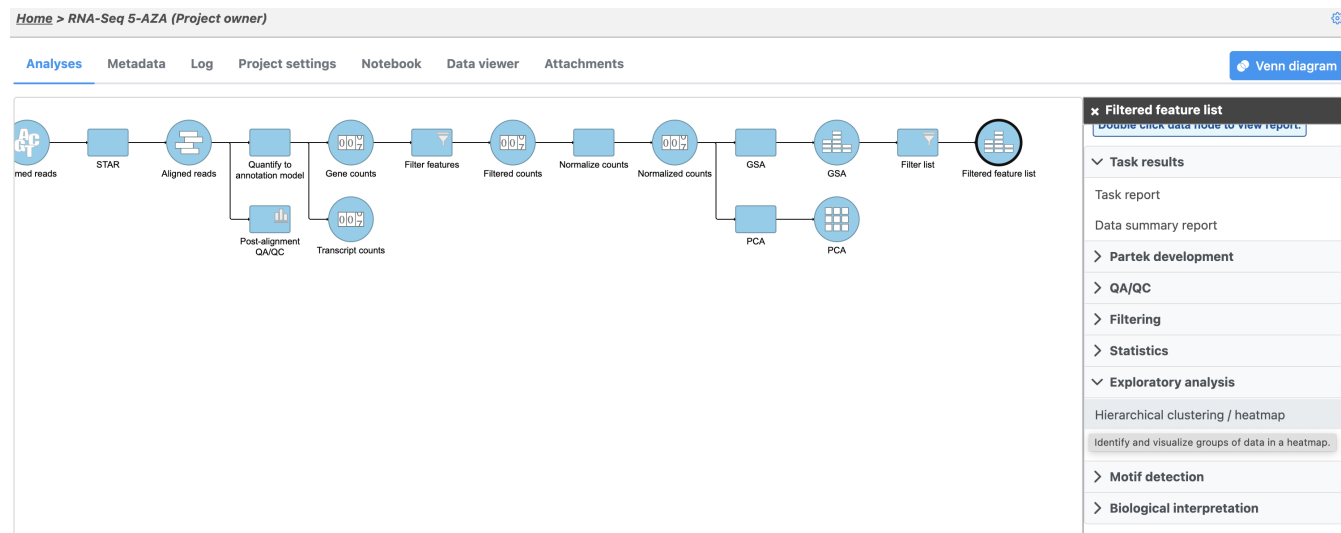 Home > RNA-Seq 5-AZA (Project owner)
Analyses Metadata Log Project settings Notebook Data viewer Attachments
Venn diagram
med reads
STAR
Aligned reads
Quantify to
annotation model
Gene counts
Filter features
Filtered counts
Normalize counts
Normalized counts
GSA
GSA
Filter list
Filtered feature list
Post-alignment
QA/QC
Transcript counts
PCA
PCA
× Filtered feature list
Double click data node to view report.
Task results
Task report
Data summary report
Partek development
QA/QC
Filtering
Statistics
Exploratory analysis
Hierarchical clustering / heatmap
Identify and visualize groups of data in a heatmap.
Motif detection
Biological interpretation